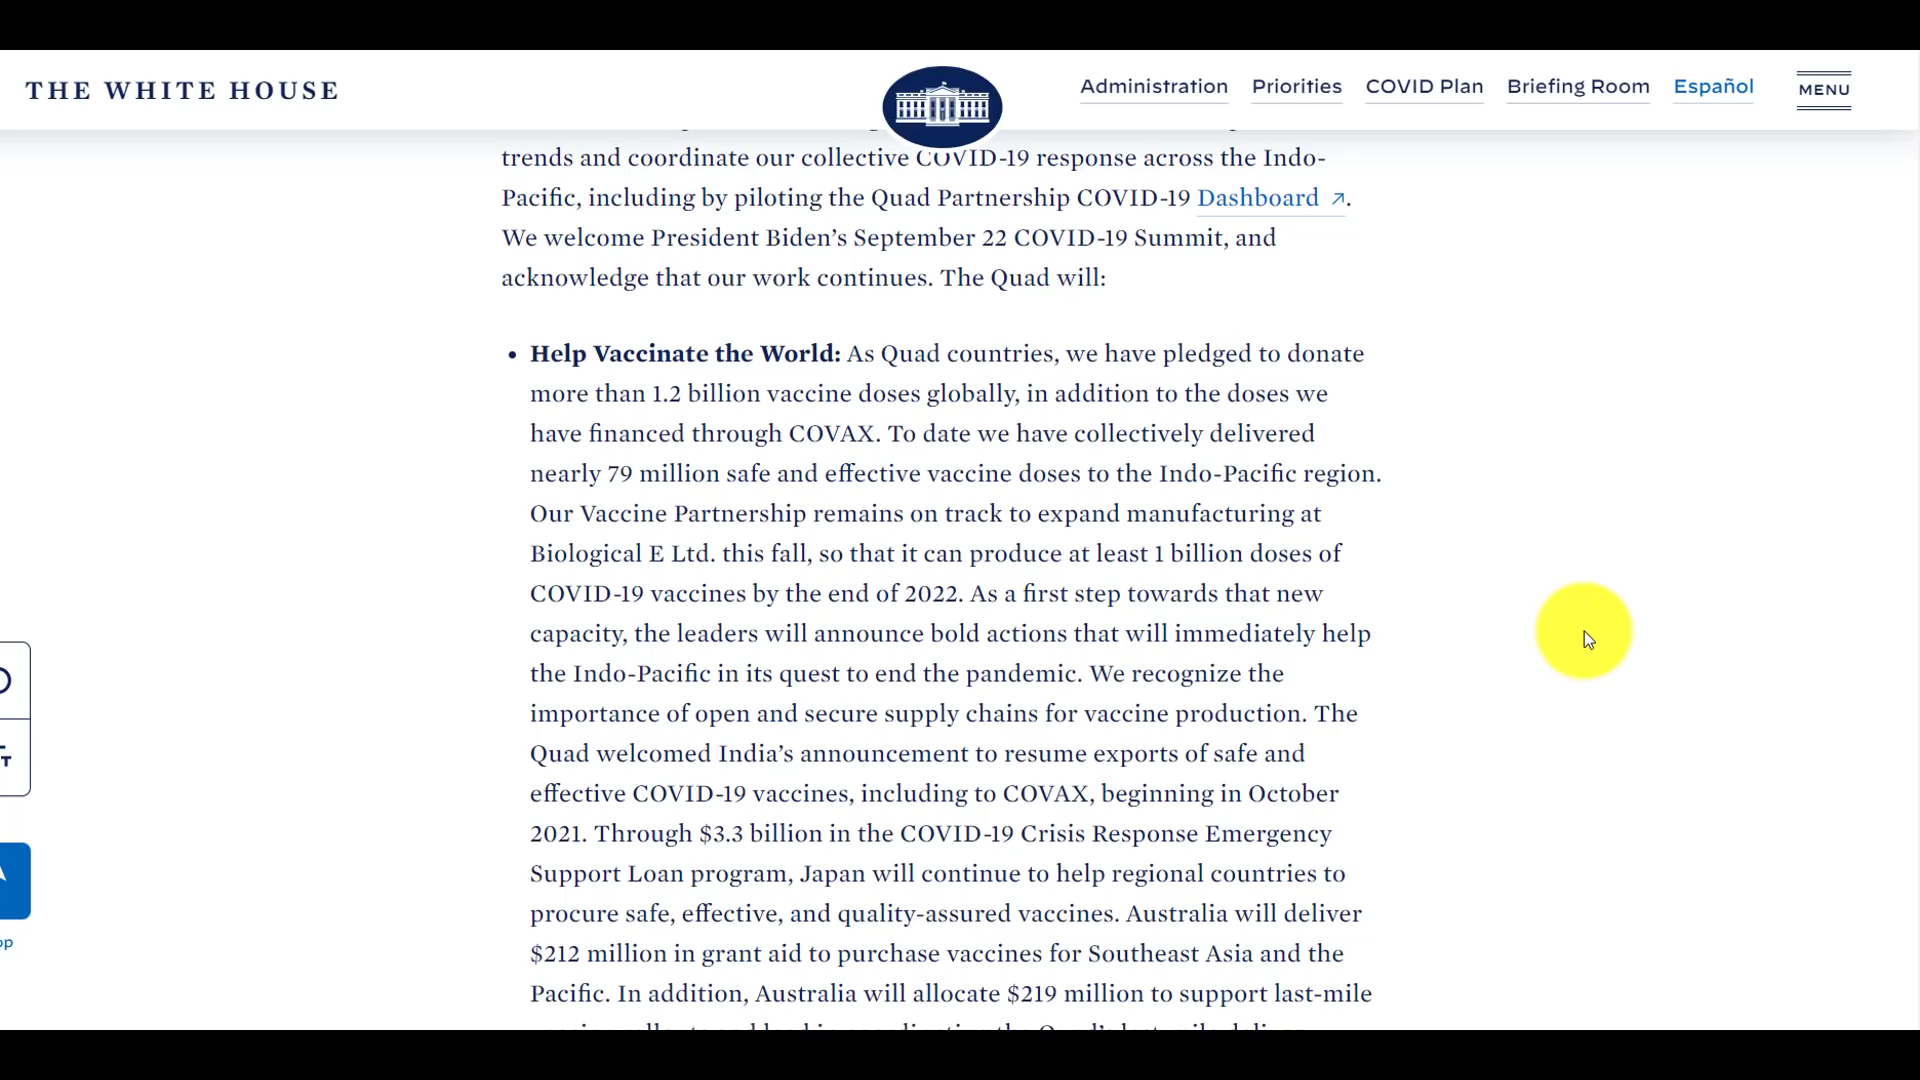 THE WHITE HOUSE
Administration
Priorities
COVID Plan
Briefing Room
Español
MENU
trends and coordinate our collective COVID-19 response across the Indo-
Pacific, including by piloting the Quad Partnership COVID-19 Dashboard ↗.
We welcome President Biden’s September 22 COVID-19 Summit, and
acknowledge that our work continues. The Quad will:
• Help Vaccinate the World: As Quad countries, we have pledged to donate
more than 1.2 billion vaccine doses globally, in addition to the doses we
have financed through COVAX. To date we have collectively delivered
nearly 79 million safe and effective vaccine doses to the Indo-Pacific region.
Our Vaccine Partnership remains on track to expand manufacturing at
Biological E Ltd. this fall, so that it can produce at least 1 billion doses of
COVID-19 vaccines by the end of 2022. As a first step towards that new
capacity, the leaders will announce bold actions that will immediately help
the Indo-Pacific in its quest to end the pandemic. We recognize the
importance of open and secure supply chains for vaccine production. The
Quad welcomed India’s announcement to resume exports of safe and
effective COVID-19 vaccines, including to COVAX, beginning in October
2021. Through $3.3 billion in the COVID-19 Crisis Response Emergency
Support Loan program, Japan will continue to help regional countries to
procure safe, effective, and quality-assured vaccines. Australia will deliver
$212 million in grant aid to purchase vaccines for Southeast Asia and the
Pacific. In addition, Australia will allocate $219 million to support last-mile